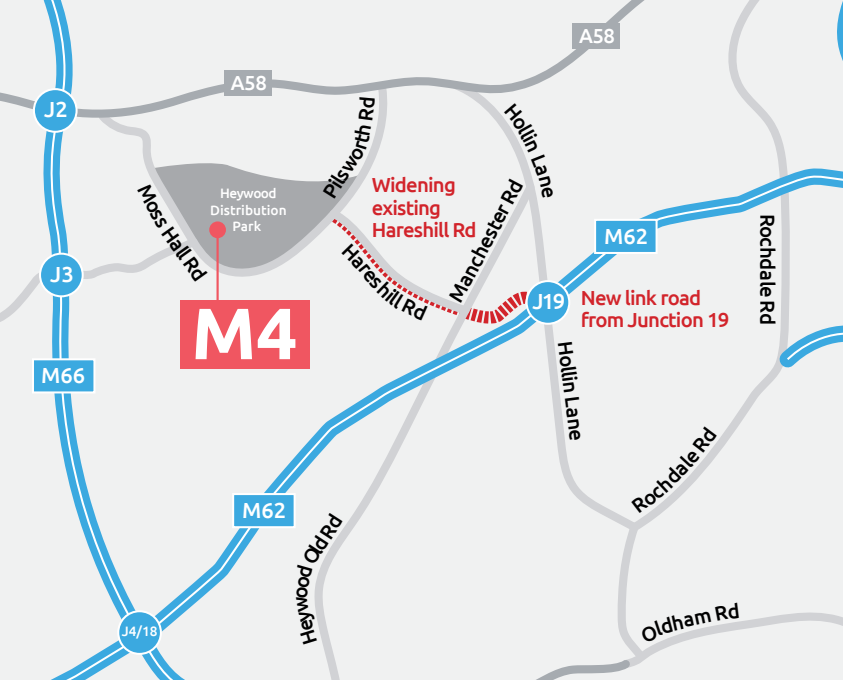 A58
A58
J2
Pilsworth Rd
Hollin Lane
Heywood
Distribution
Park
Widening
existing
Hareshill Rd
Manchester Rd
Moss Hall Rd
M62
Rochdale Rd
J3
Hareshill Rd
J19
New link road
from Junction 19
M4
M66
Hollin Lane
Rochdale Rd
M62
Heywood Old Rd
J4/18
Oldham Rd